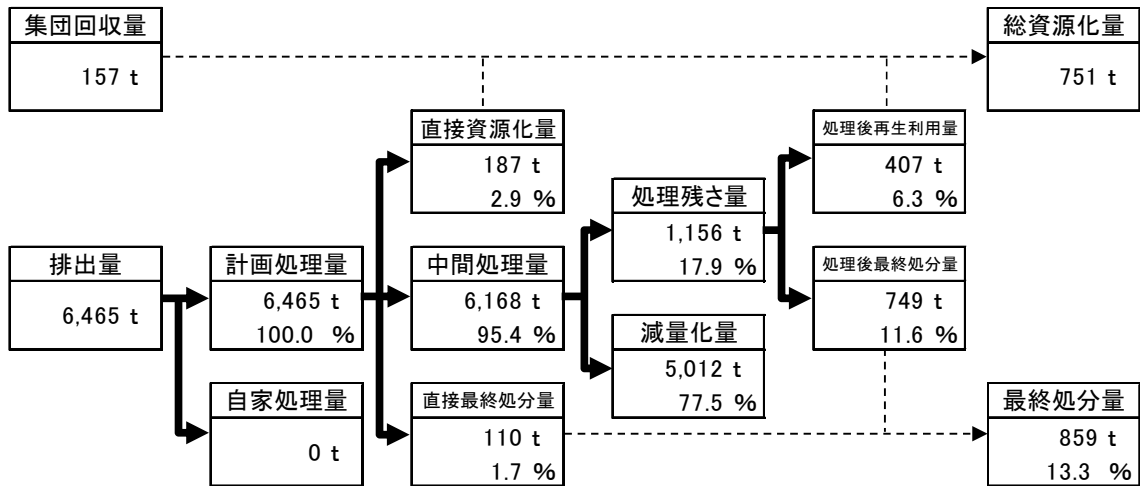 集団回収量
157 t
総資源化量
751 t
直接資源化量
187 t
2.9 %
処理後再生利用量
407 t
6.3 %
処理残さ量
1,156 t
17.9 %
排出量
6,465 t
計画処理量
6,465 t
100.0 %
中間処理量
6,168 t
95.4 %
処理後最終処分量
749 t
11.6 %
減量化量
5,012 t
77.5 %
自家処理量
0 t
直接最終処分量
110 t
1.7 %
最終処分量
859 t
13.3 %